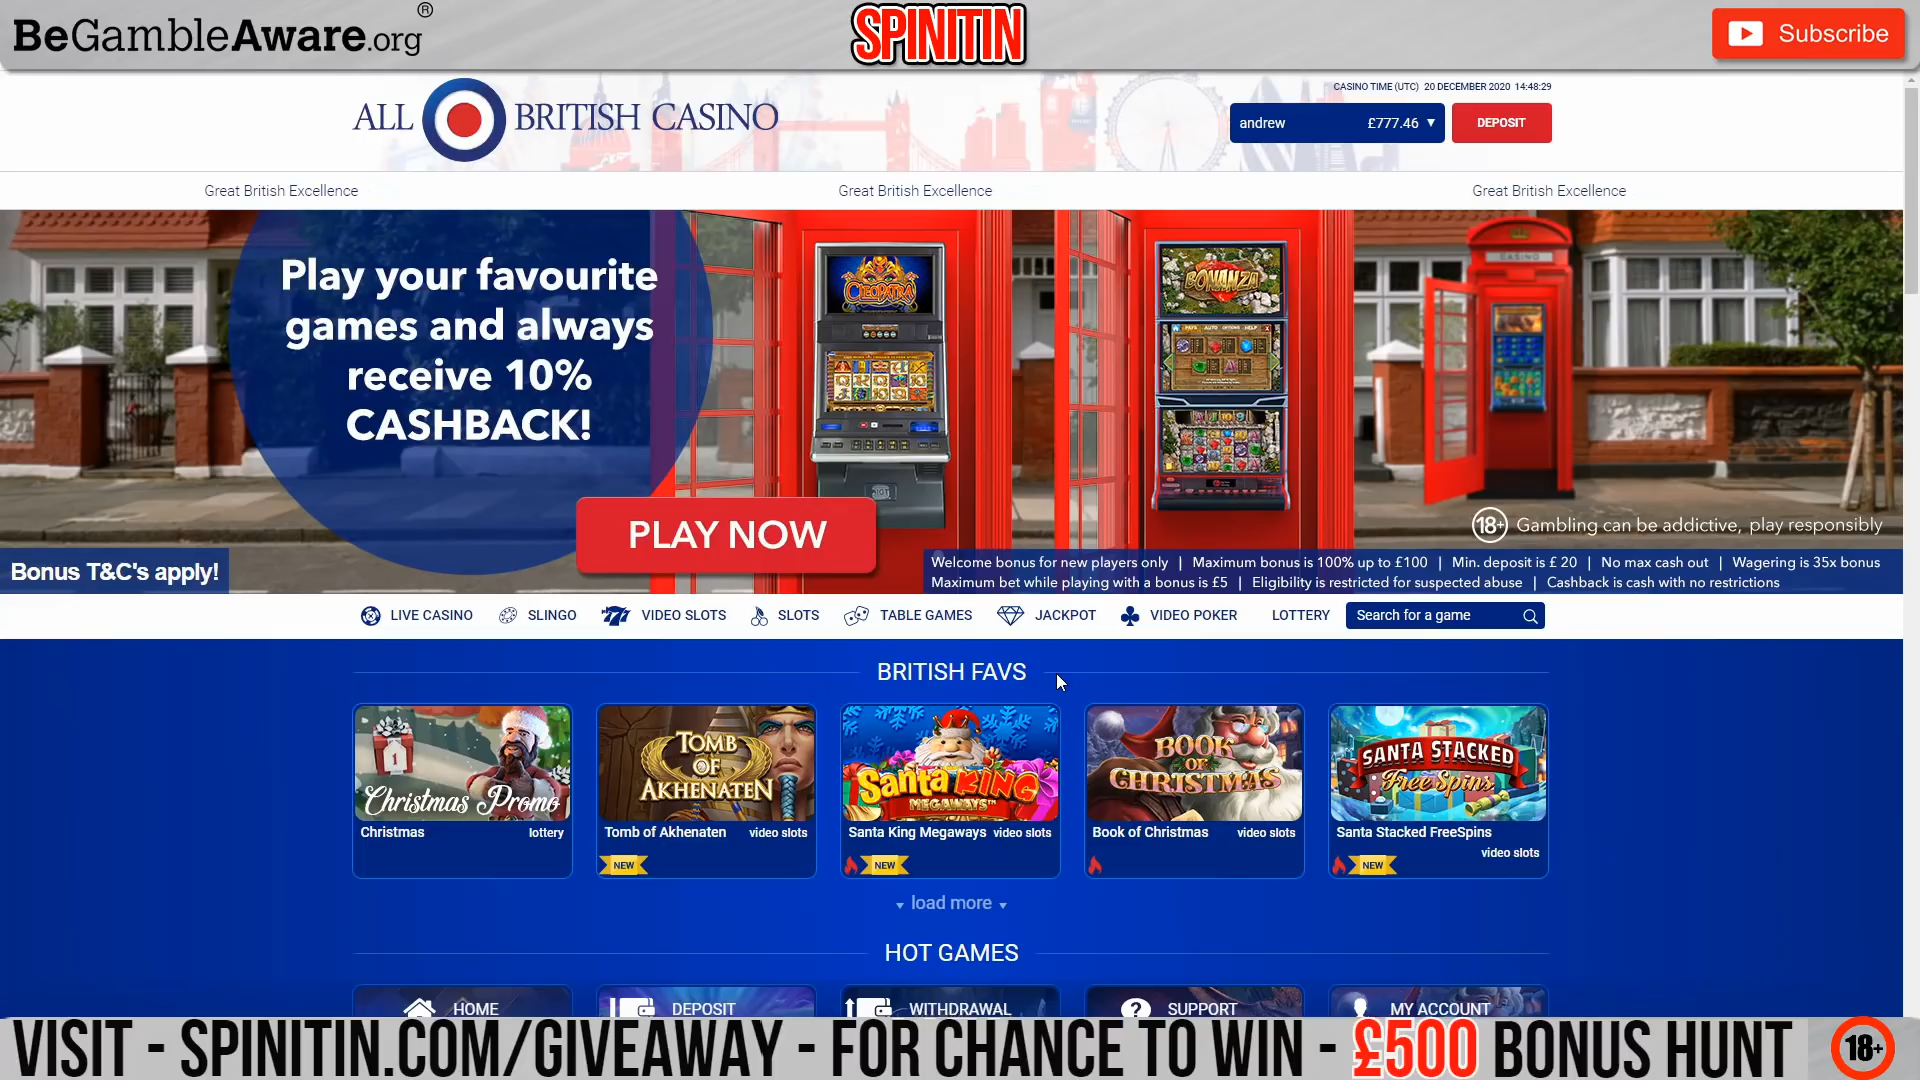 BeGambleAware.org®
SPINITIN
Subscribe
ALL BRITISH CASINO
CASINO TIME (UTC) 20 DECEMBER 2020 14:48:29
andrew £777.46 ▼
DEPOSIT
Great British Excellence
Great British Excellence
Great British Excellence
Play your favourite
games and always
receive 10%
CASHBACK!
PLAY NOW
CLEOPATRA
BONANZA
CASINO
18+ Gambling can be addictive, play responsibly
Bonus T&C's apply!
Welcome bonus for new players only | Maximum bonus is 100% up to £100 | Min. deposit is £ 20 | No max cash out | Wagering is 35x bonus
Maximum bet while playing with a bonus is £5 | Eligibility is restricted for suspected abuse | Cashback is cash with no restrictions
LIVE CASINO
SLINGO
777 VIDEO SLOTS
SLOTS
TABLE GAMES
JACKPOT
VIDEO POKER
LOTTERY
Search for a game
BRITISH FAVS
1
Christmas Promo
Christmas lottery
TOMB
OF
AKHENATEN
Tomb of Akhenaten video slots
NEW
Santa KING
MEGAWAYS™
Santa King Megaways video slots
NEW
BOOK
OF
CHRISTMAS
Book of Christmas video slots
SANTA STACKED
Free Spins
Santa Stacked FreeSpins
video slots
NEW
load more
HOT GAMES
HOME
DEPOSIT
WITHDRAWAL
? SUPPORT
MY ACCOUNT
VISIT - SPINITIN.COM/GIVEAWAY - FOR CHANCE TO WIN - £500 BONUS HUNT
18+